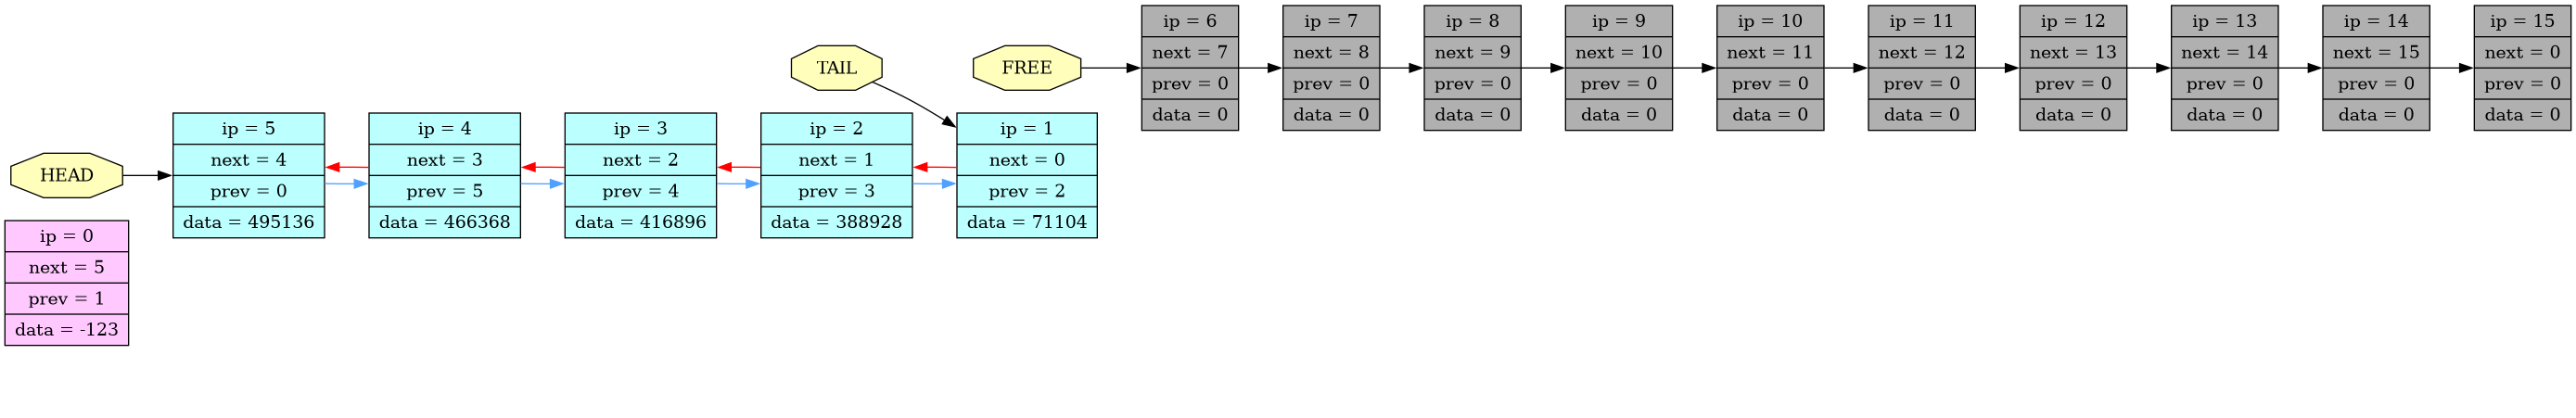 HEAD
ip = 0
next = 5
prev = 1
data = -123
ip = 5
next = 4
prev = 0
data = 495136
ip = 4
next = 3
prev = 5
data = 466368
ip = 3
next = 2
prev = 4
data = 416896
TAIL
ip = 2
next = 1
prev = 3
data = 388928
FREE
ip = 1
next = 0
prev = 2
data = 71104
ip = 6
next = 7
prev = 0
data = 0
ip = 7
next = 8
prev = 0
data = 0
ip = 8
next = 9
prev = 0
data = 0
ip = 9
next = 10
prev = 0
data = 0
ip = 10
next = 11
prev = 0
data = 0
ip = 11
next = 12
prev = 0
data = 0
ip = 12
next = 13
prev = 0
data = 0
ip = 13
next = 14
prev = 0
data = 0
ip = 14
next = 15
prev = 0
data = 0
ip = 15
next = 0
prev = 0
data = 0